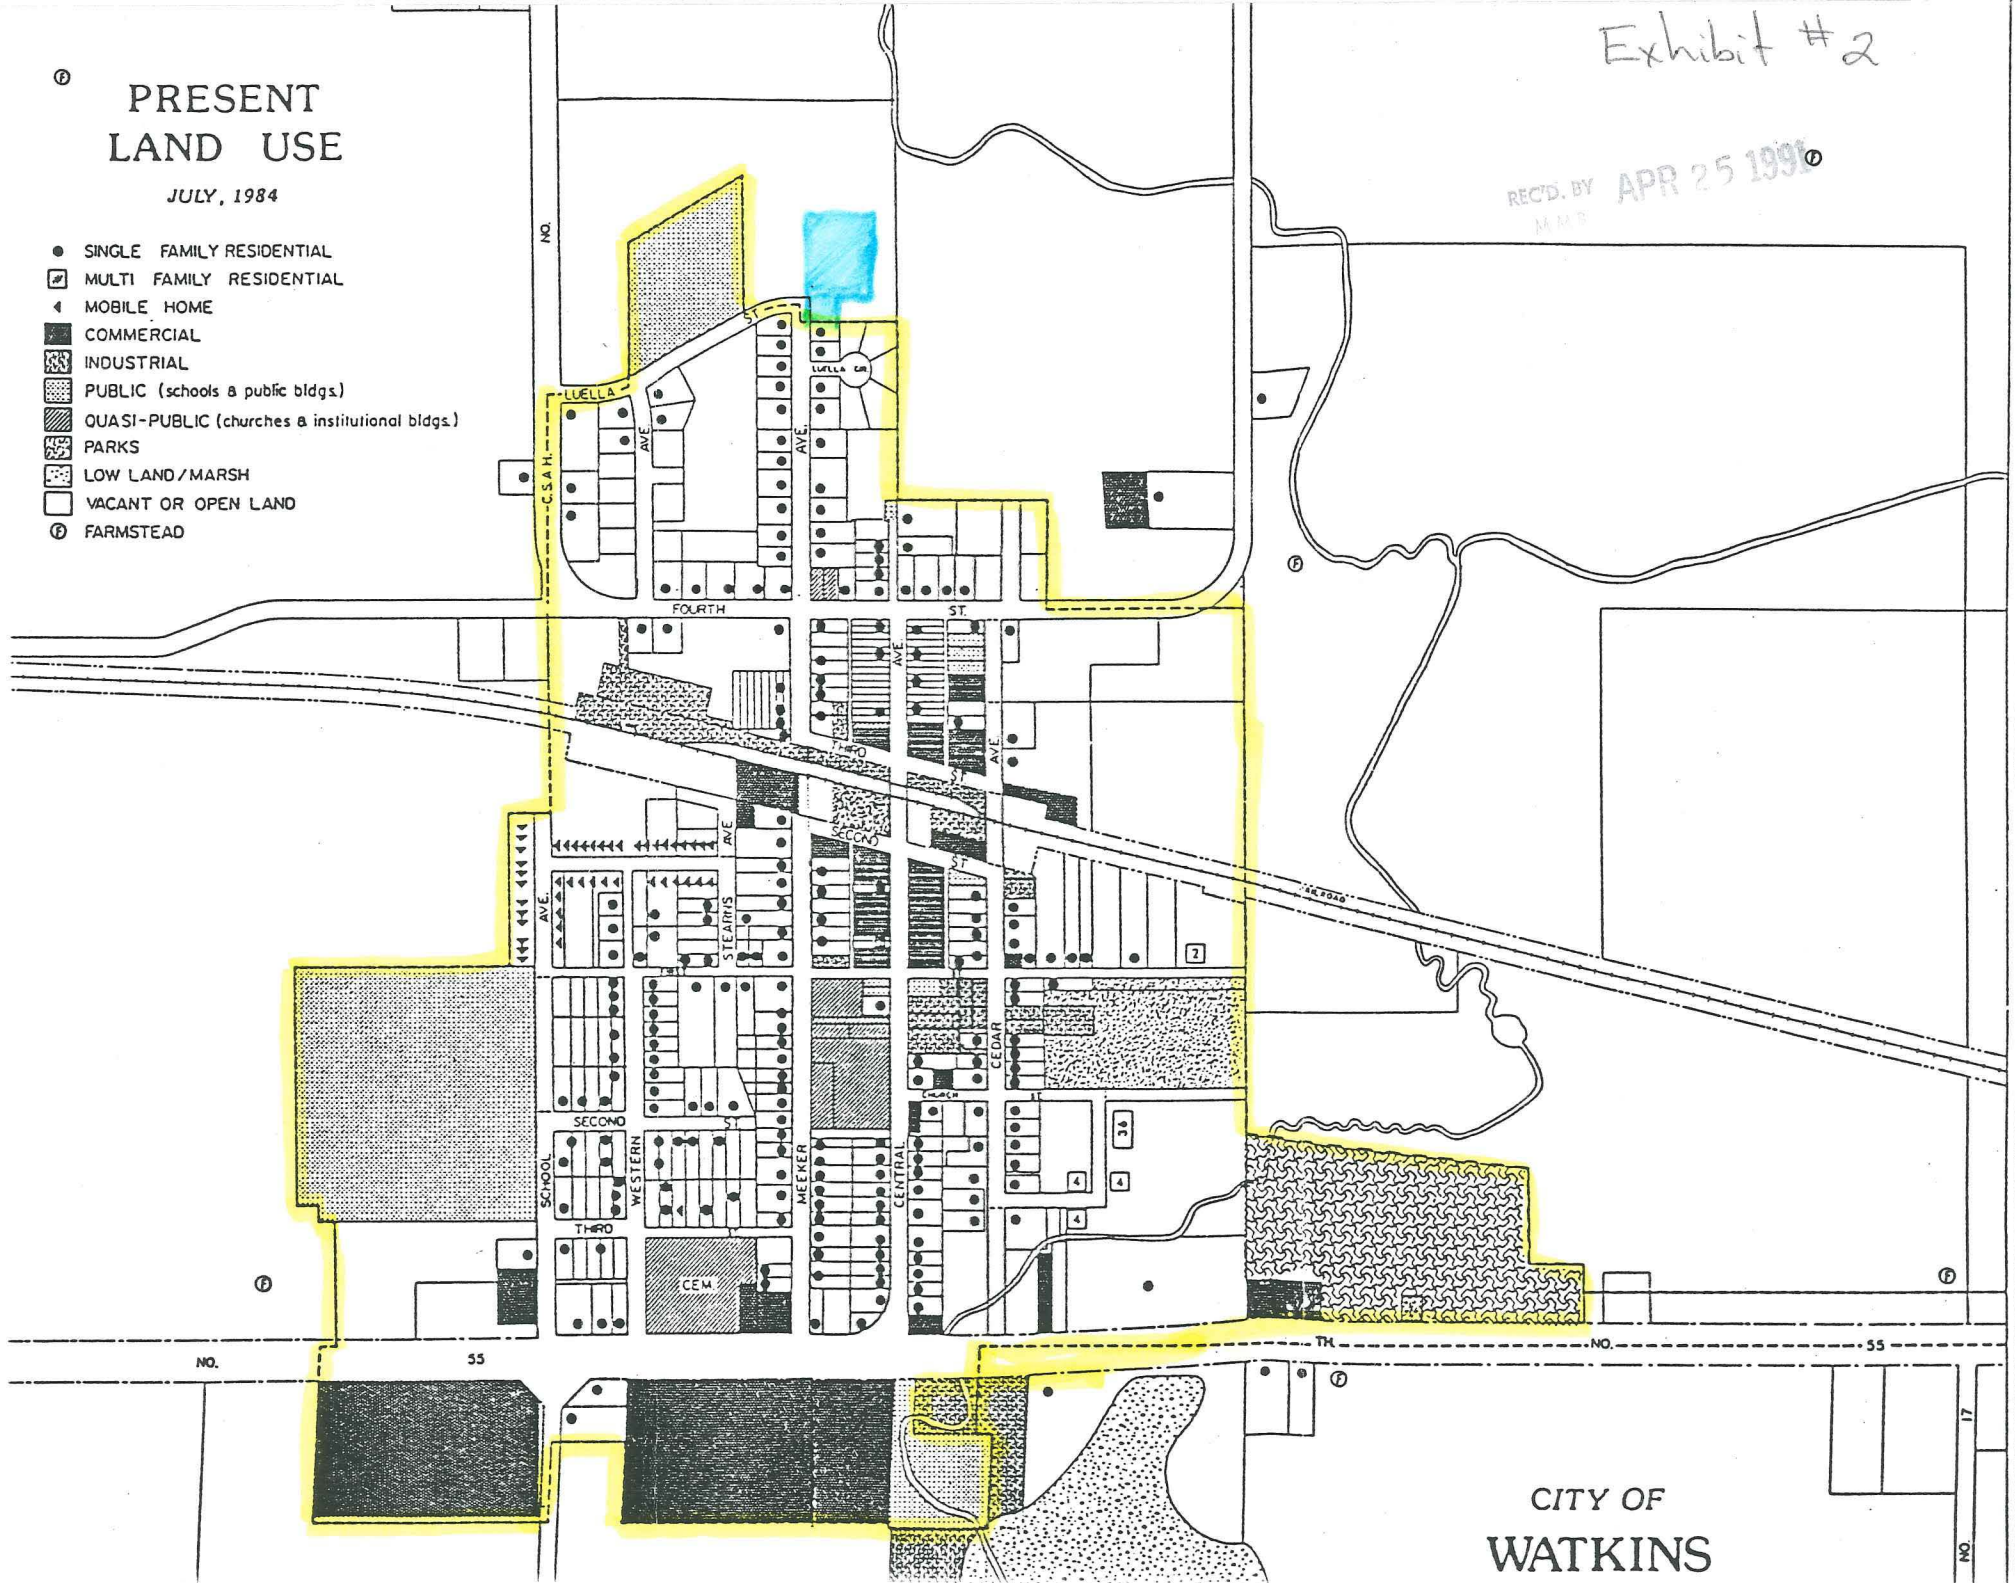 Exhibit #2
REC'D. BY APR 25 1991
Ⓕ
PRESENT
LAND USE
JULY, 1984
SINGLE FAMILY RESIDENTIAL
MULTI FAMILY RESIDENTIAL
MOBILE HOME
COMMERCIAL
INDUSTRIAL
PUBLIC (schools & public bldgs.)
QUASI-PUBLIC (churches & institutional bldgs.)
PARKS
LOW LAND/MARSH
VACANT OR OPEN LAND
Ⓕ FARMSTEAD
NO.
ST
LUELLA
LUELLA CIR.
AVE.
AVE.
C.S.A.H.
Ⓕ
Ⓕ
FOURTH
ST.
AVE.
THIRD
ST
AVE.
SECOND
ST
AVE
RAILROAD
AVE.
STEARNS
2
CEDAR
CHURCH
ST.
SECOND
ST
36
SCHOOL
WESTERN
MEEKER
CENTRAL
4
4
4
THIRD
CEM.
Ⓕ
Ⓕ
NO.
55
T.H.
NO.
55
Ⓕ
17
NO.
CITY OF
WATKINS